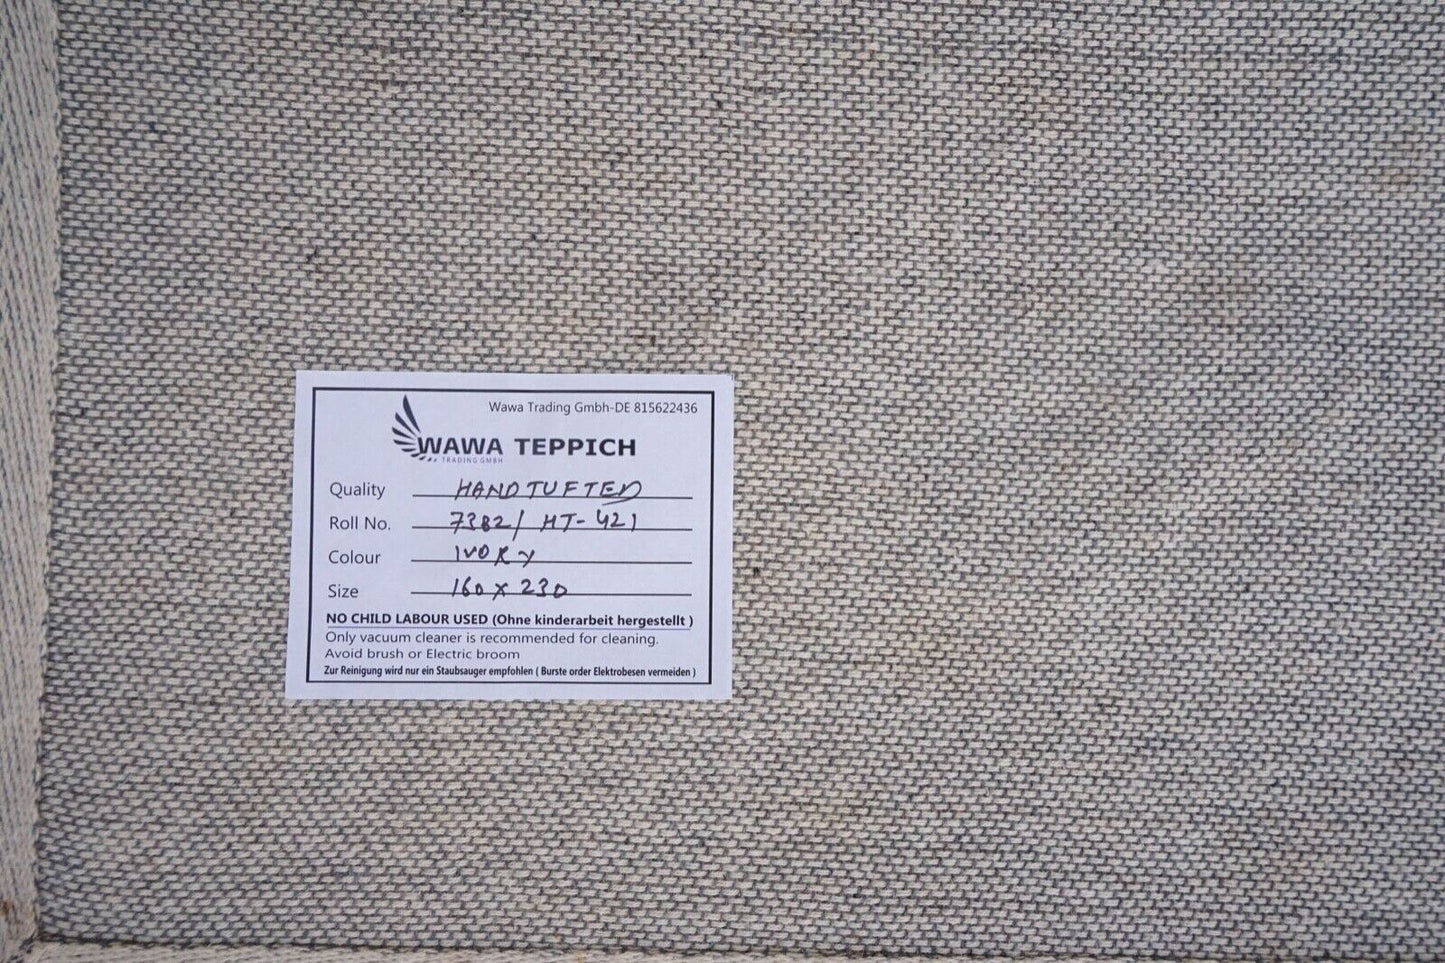 Wawa Trading Gmbh-DE 815622436
WAWA TEPPICH
TRADING GMBH
Quality HANDTUFTED
Roll No. 7382/ HT-421
Colour IVORY
Size 160 x 230
NO CHILD LABOUR USED (Ohne kinderarbeit hergestellt )
Only vacuum cleaner is recommended for cleaning.
Avoid brush or Electric broom
Zur Reinigung wird nur ein Staubsauger empfohlen ( Burste order Elektrobesen vermeiden )